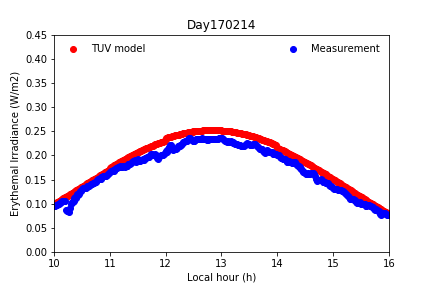 Day170214
TUV model
Measurement
0.45
0.40
0.35
0.30
0.25
0.20
0.15
0.10
0.05
0.00
Erythemal Irradiance (W/m2)
10 11 12 13 14 15 16
Local hour (h)